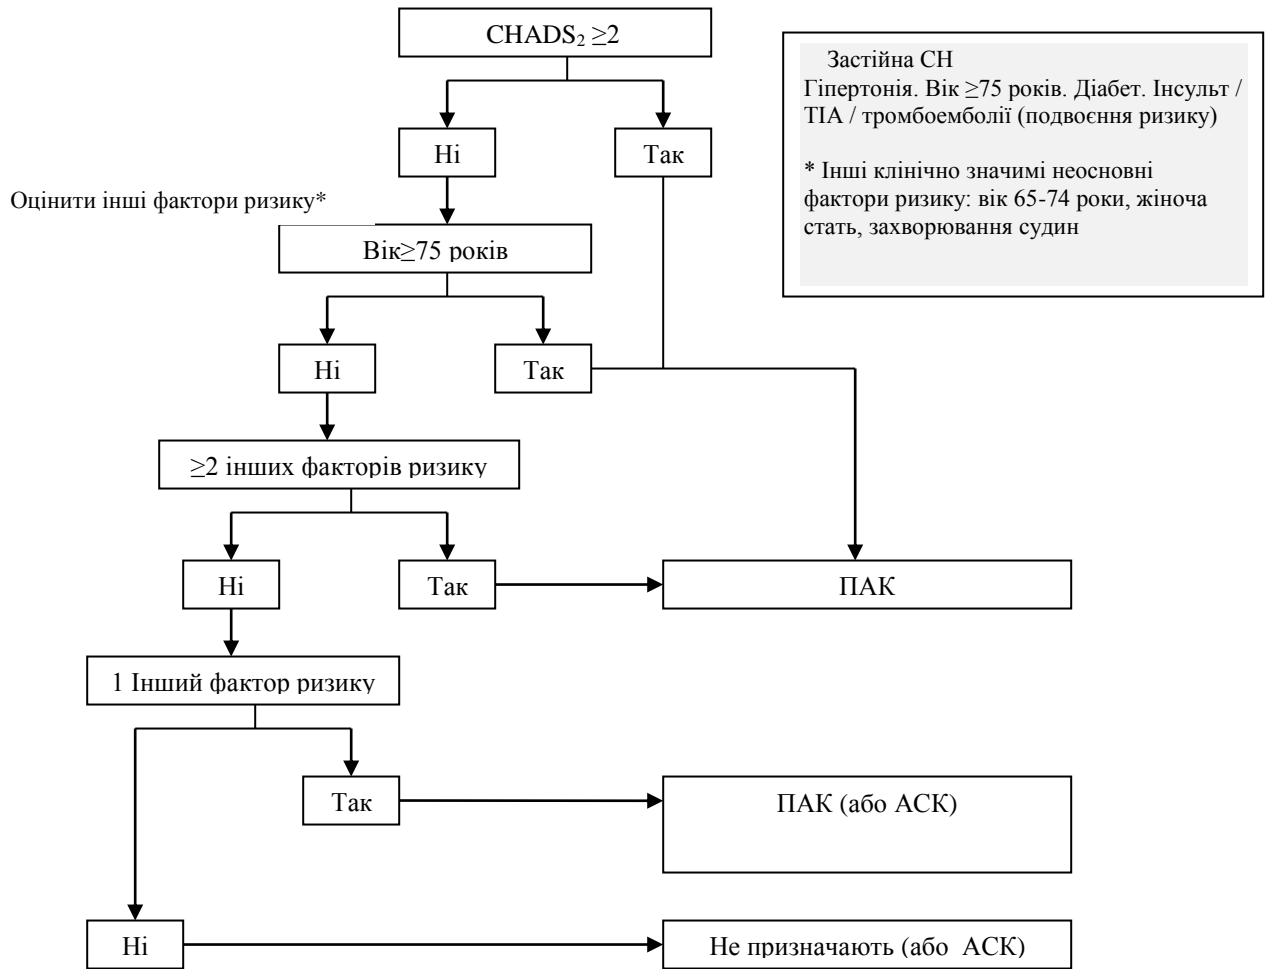 CHADS₂ ≥2
Застійна СН
Гіпертонія. Вік ≥75 років. Діабет. Інсульт /
ТІА / тромбоемболії (подвоєння ризику)
* Інші клінічно значимі неосновні
фактори ризику: вік 65-74 роки, жіноча
стать, захворювання судин
Ні
Так
Оцінити інші фактори ризику*
Вік≥75 років
Ні
Так
≥2 інших факторів ризику
Ні
Так
ПАК
1 Інший фактор ризику
Так
ПАК (або АСК)
Ні
Не призначають (або АСК)